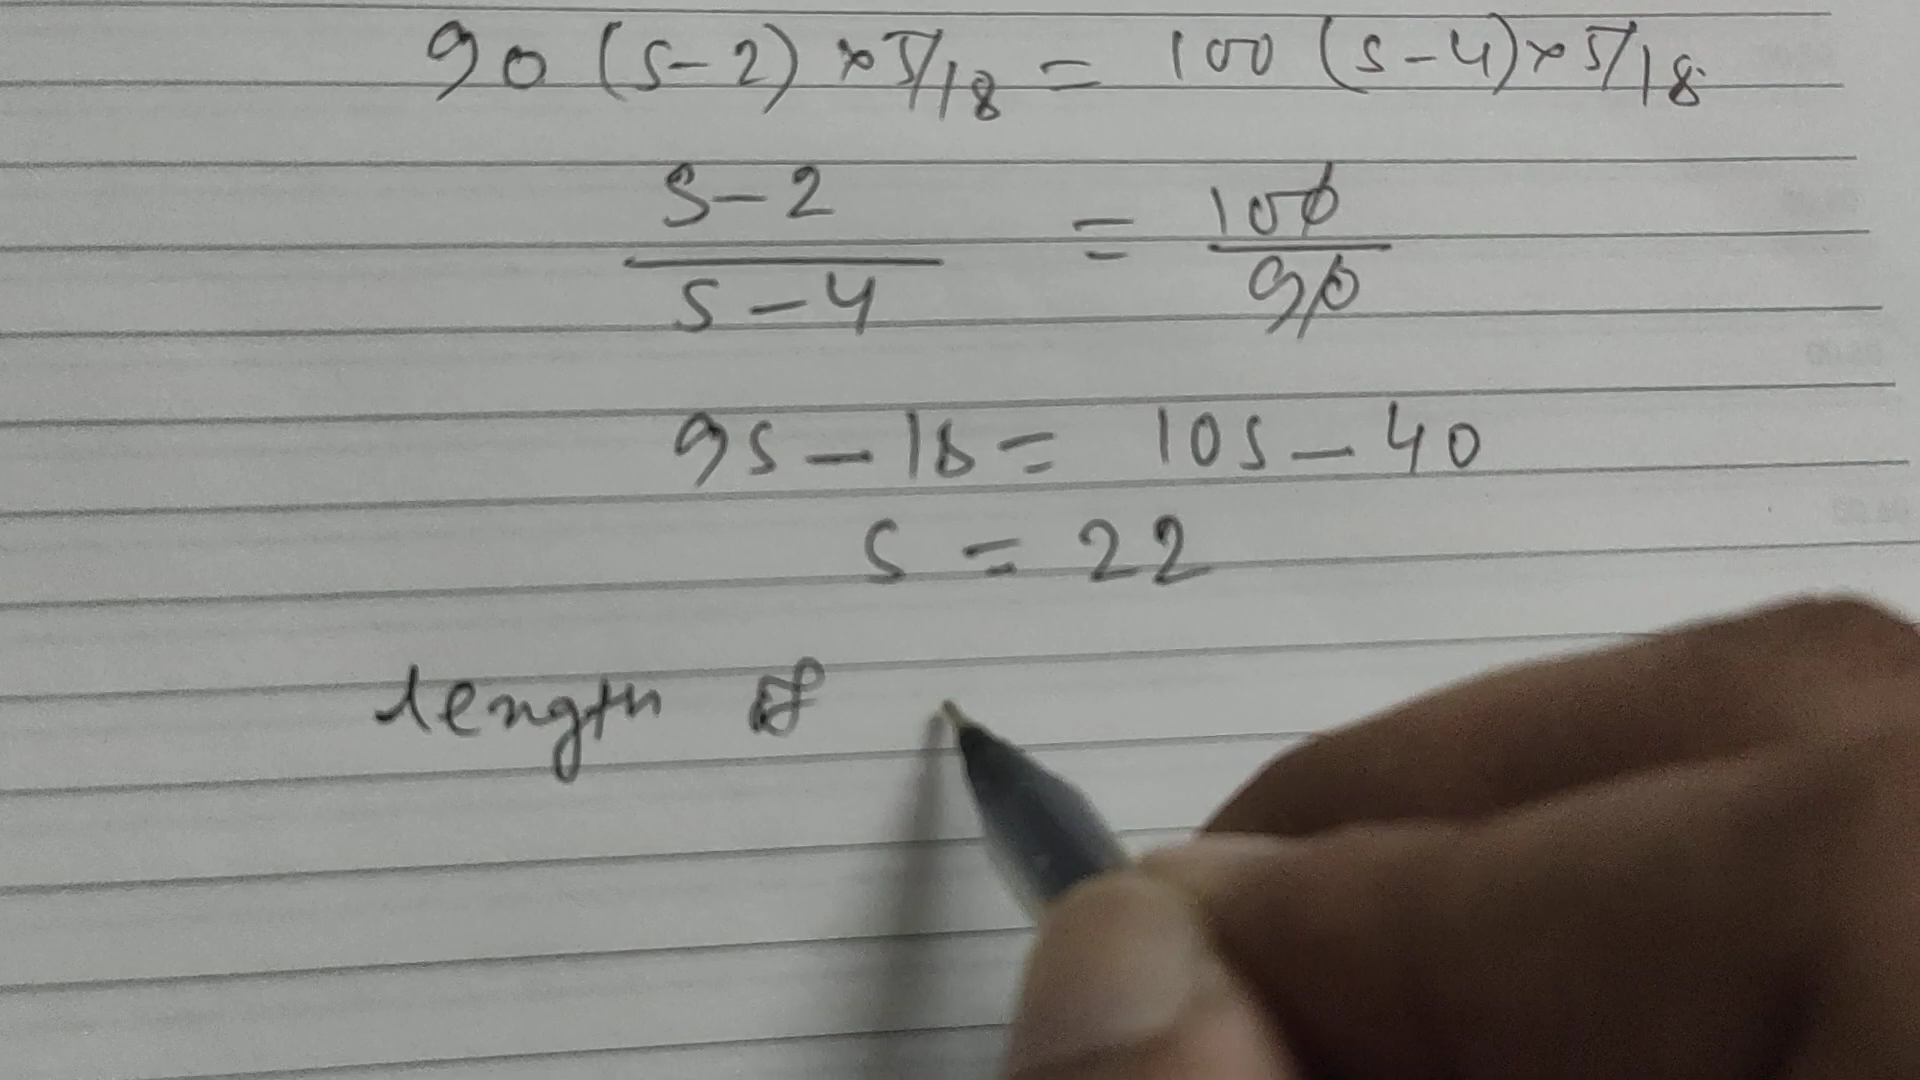 90 (s-2) × 5/18 = 100 (s-4) × 5/18
s-2 / s-4 = 100 / 90
9s - 18 = 10s - 40
s = 22
length of